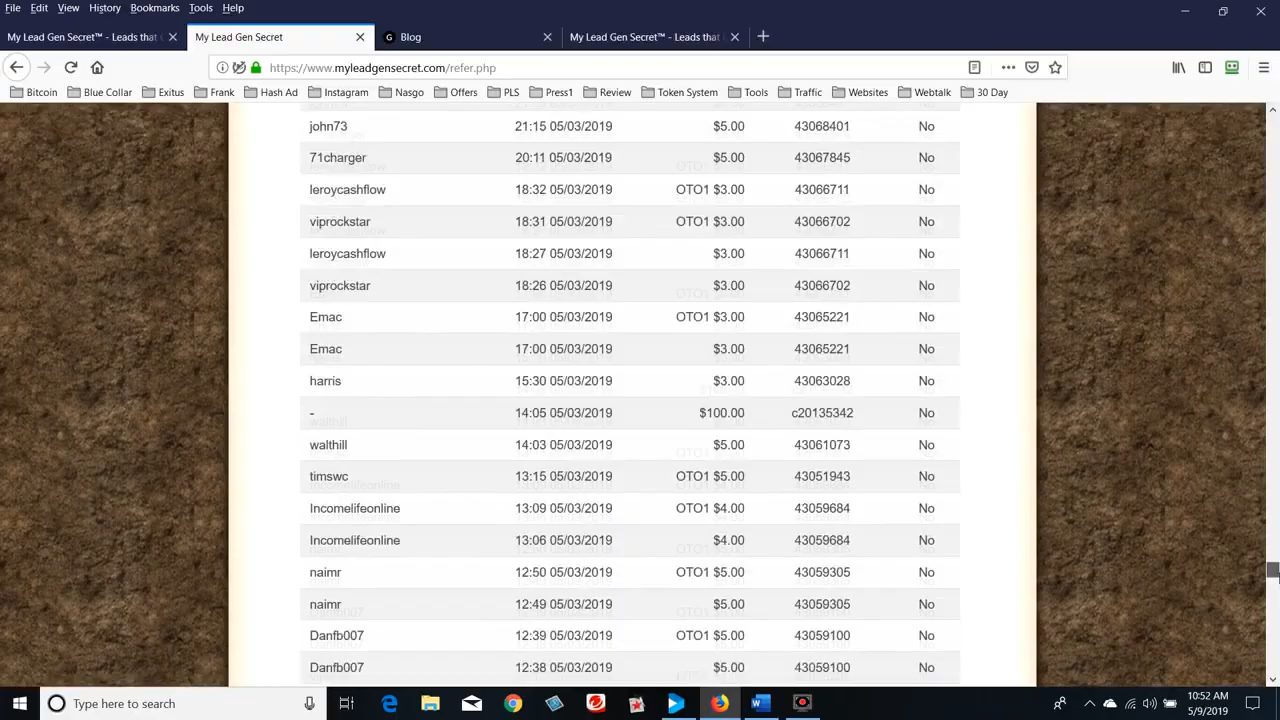 File Edit View History Bookmarks Tools Help
My Lead Gen Secret™ - Leads that My Lead Gen Secret Blog My Lead Gen Secret™ - Leads that
https://www.myleadgensecret.com/refer.php
Bitcoin Blue Collar Exitus Frank Hash Ad Instagram Nasgo Offers PLS Press1 Review Token System Tools Traffic Websites Webtalk 30 Day
john73 21:15 05/03/2019 $5.00 43068401 No
71charger 20:11 05/03/2019 $5.00 43067845 No
leroycashflow 18:32 05/03/2019 OTO1 $3.00 43066711 No
viprockstar 18:31 05/03/2019 OTO1 $3.00 43066702 No
leroycashflow 18:27 05/03/2019 $3.00 43066711 No
viprockstar 18:26 05/03/2019 $3.00 43066702 No
Emac 17:00 05/03/2019 OTO1 $3.00 43065221 No
Emac 17:00 05/03/2019 $3.00 43065221 No
harris 15:30 05/03/2019 $3.00 43063028 No
- 14:05 05/03/2019 $100.00 c20135342 No
walthill 14:03 05/03/2019 $5.00 43061073 No
timswc 13:15 05/03/2019 OTO1 $5.00 43051943 No
Incomelifeonline 13:09 05/03/2019 OTO1 $4.00 43059684 No
Incomelifeonline 13:06 05/03/2019 $4.00 43059684 No
naimr 12:50 05/03/2019 OTO1 $5.00 43059305 No
naimr 12:49 05/03/2019 $5.00 43059305 No
Danfb007 12:39 05/03/2019 OTO1 $5.00 43059100 No
Danfb007 12:38 05/03/2019 $5.00 43059100 No
Type here to search
10:52 AM
5/9/2019